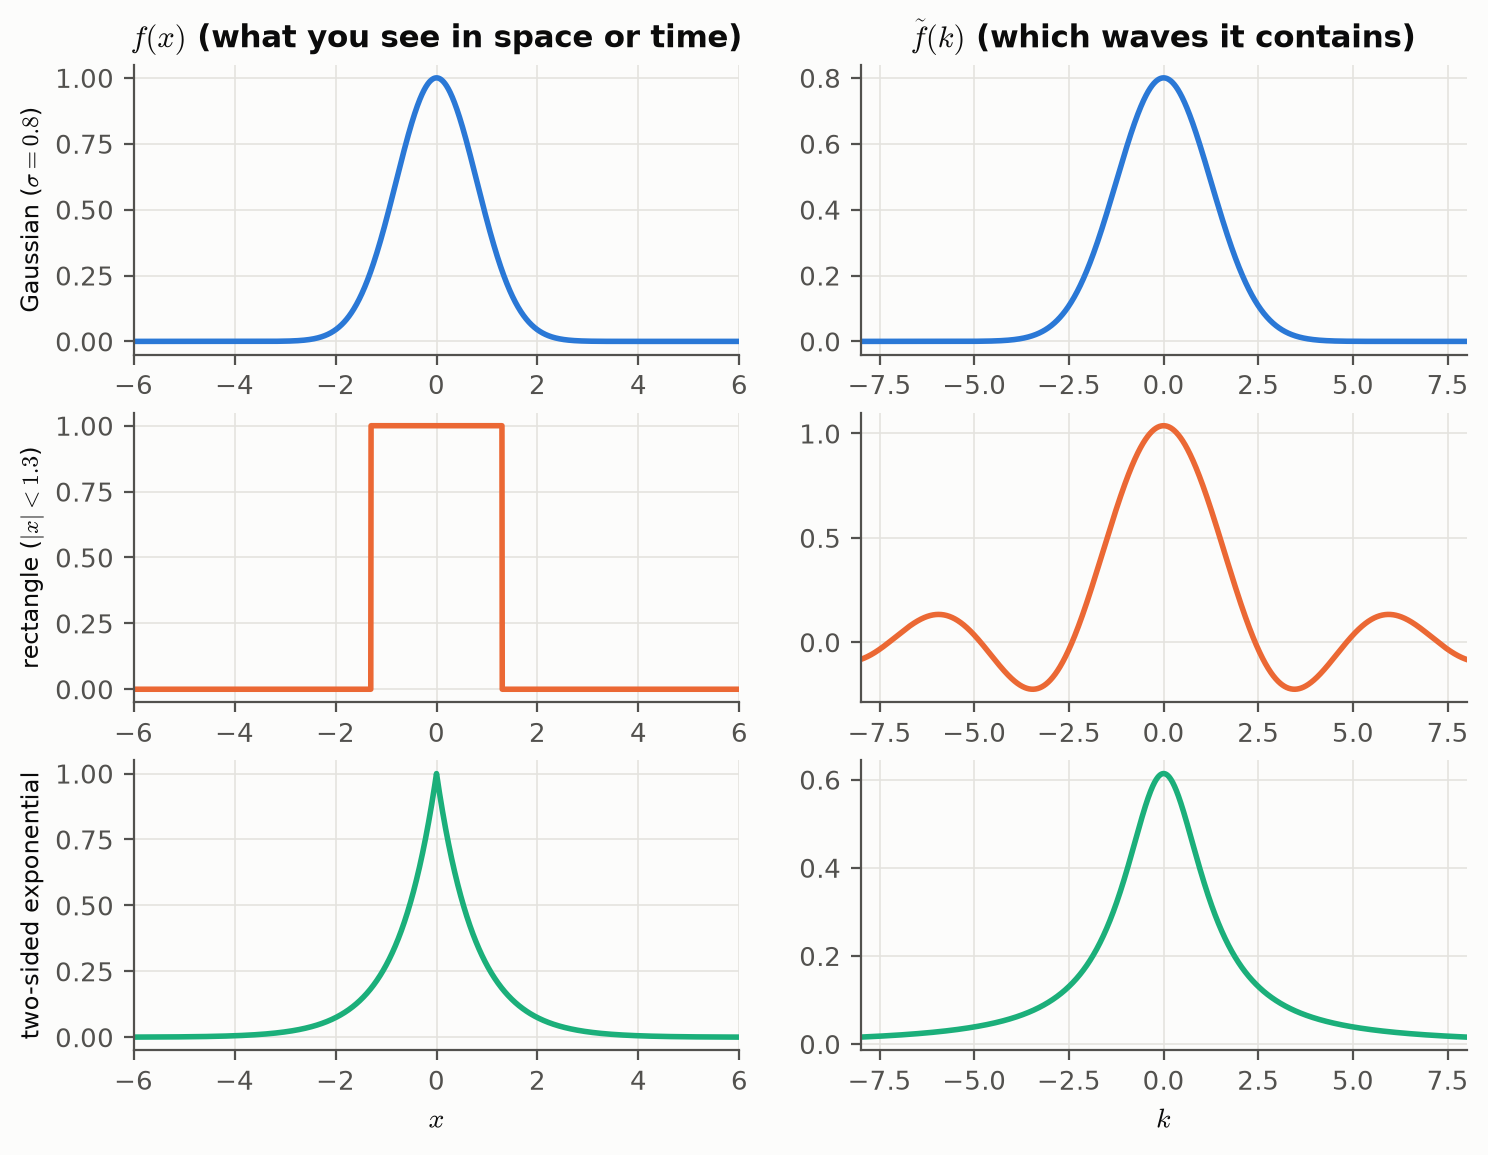 f(x) (what you see in space or time)
f̃(k) (which waves it contains)
Gaussian (σ = 0.8)
1.00
0.75
0.50
0.25
0.00
−6 −4 −2 0 2 4 6
0.8
0.6
0.4
0.2
0.0
−7.5 −5.0 −2.5 0.0 2.5 5.0 7.5
rectangle (|x| < 1.3)
1.00
0.75
0.50
0.25
0.00
−6 −4 −2 0 2 4 6
1.0
0.5
0.0
−7.5 −5.0 −2.5 0.0 2.5 5.0 7.5
two-sided exponential
1.00
0.75
0.50
0.25
0.00
−6 −4 −2 0 2 4 6
x
0.6
0.4
0.2
0.0
−7.5 −5.0 −2.5 0.0 2.5 5.0 7.5
k